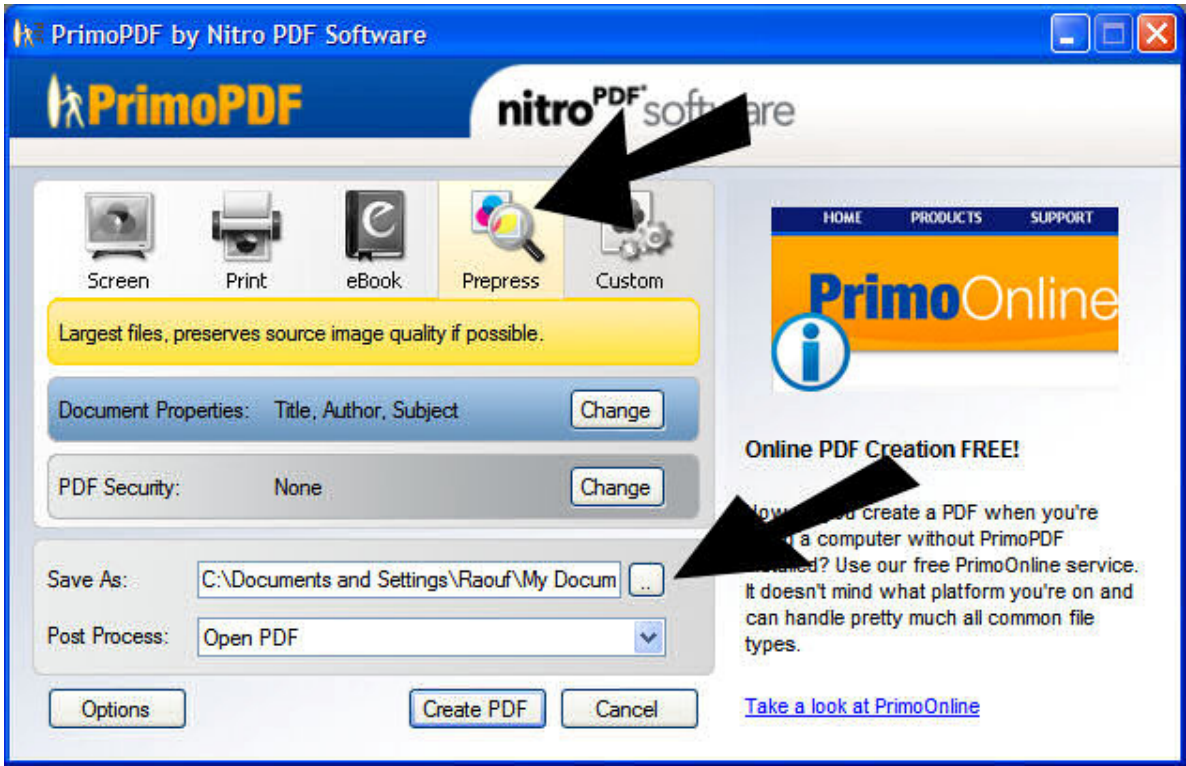 PrimoPDF by Nitro PDF Software
PrimoPDF
nitro PDF software
Screen Print eBook Prepress Custom
Largest files, preserves source image quality if possible.
Document Properties: Title, Author, Subject Change
PDF Security: None Change
Save As: C:\Documents and Settings\Raouf\My Docum ..
Post Process: Open PDF
Options Create PDF Cancel
HOME PRODUCTS SUPPORT
PrimoOnline
i
Online PDF Creation FREE!
create a PDF when you're
a computer without PrimoPDF
Use our free PrimoOnline service.
It doesn't mind what platform you're on and
can handle pretty much all common file
types.
Take a look at PrimoOnline